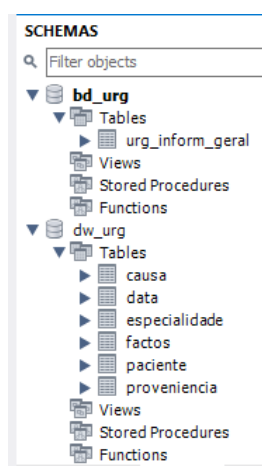 SCHEMAS
Filter objects
bd_urg
Tables
urg_inform_geral
Views
Stored Procedures
Functions
dw_urg
Tables
causa
data
especialidade
factos
paciente
proveniencia
Views
Stored Procedures
Functions